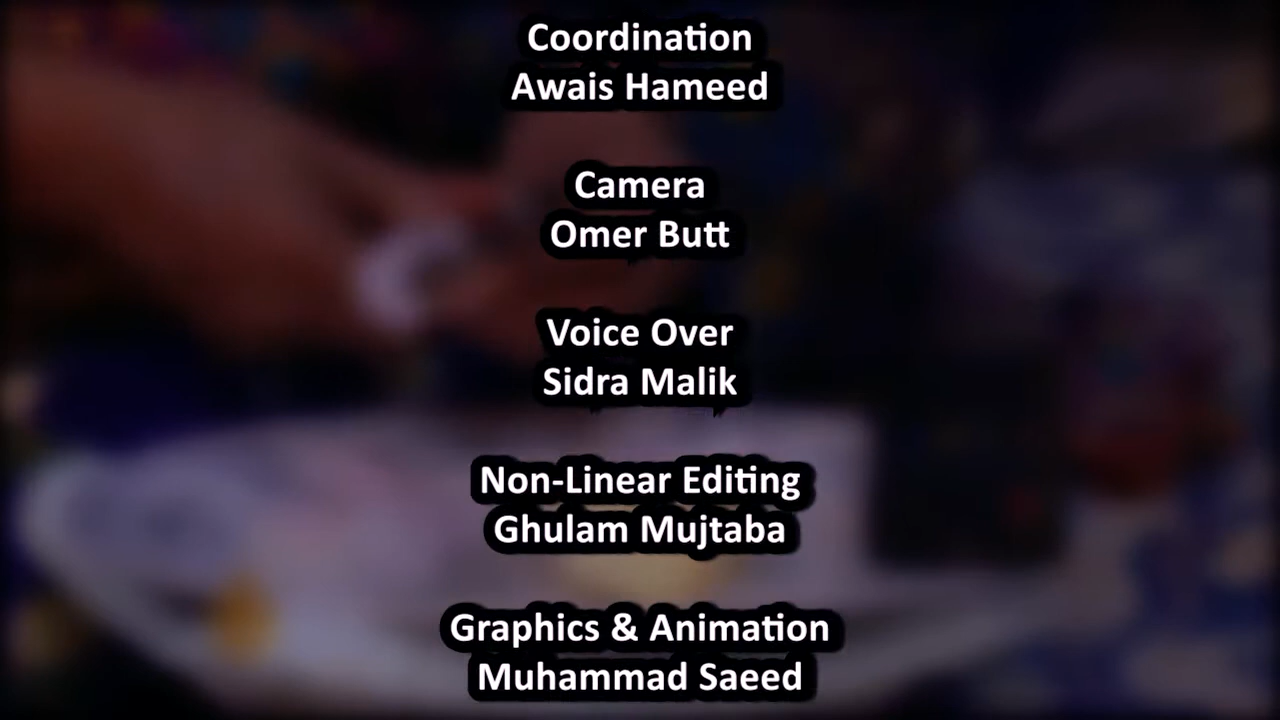 Coordination
Awais Hameed
Camera
Omer Butt
Voice Over
Sidra Malik
Non-Linear Editing
Ghulam Mujtaba
Graphics & Animation
Muhammad Saeed